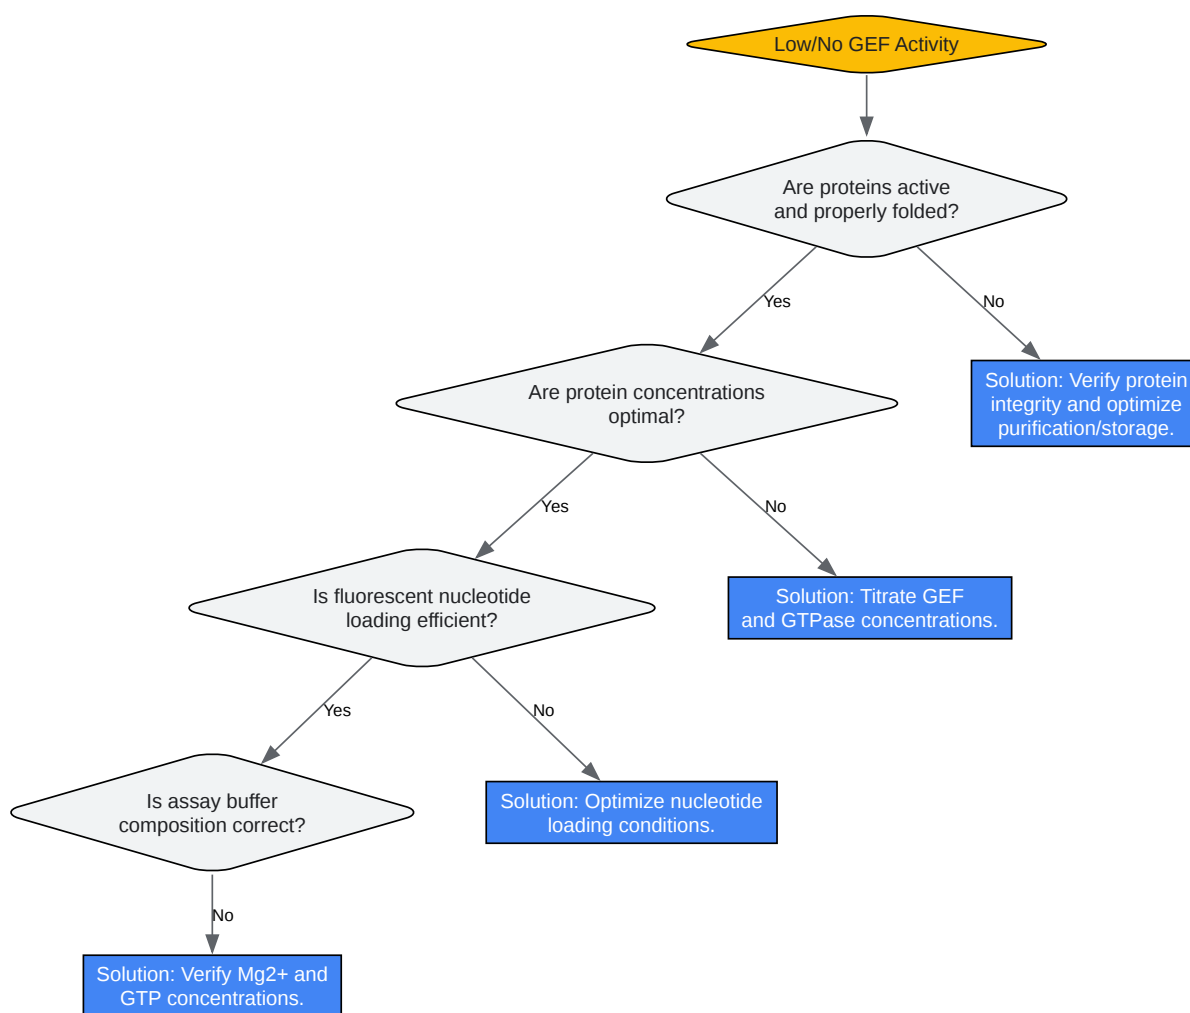 Low/No GEF Activity
Are proteins active
and properly folded?
Yes
No
Solution: Verify protein
integrity and optimize
purification/storage.
Are protein concentrations
optimal?
Yes
No
Solution: Titrate GEF
and GTPase concentrations.
Is fluorescent nucleotide
loading efficient?
Yes
No
Solution: Optimize nucleotide
loading conditions.
Is assay buffer
composition correct?
No
Solution: Verify Mg2+ and
GTP concentrations.